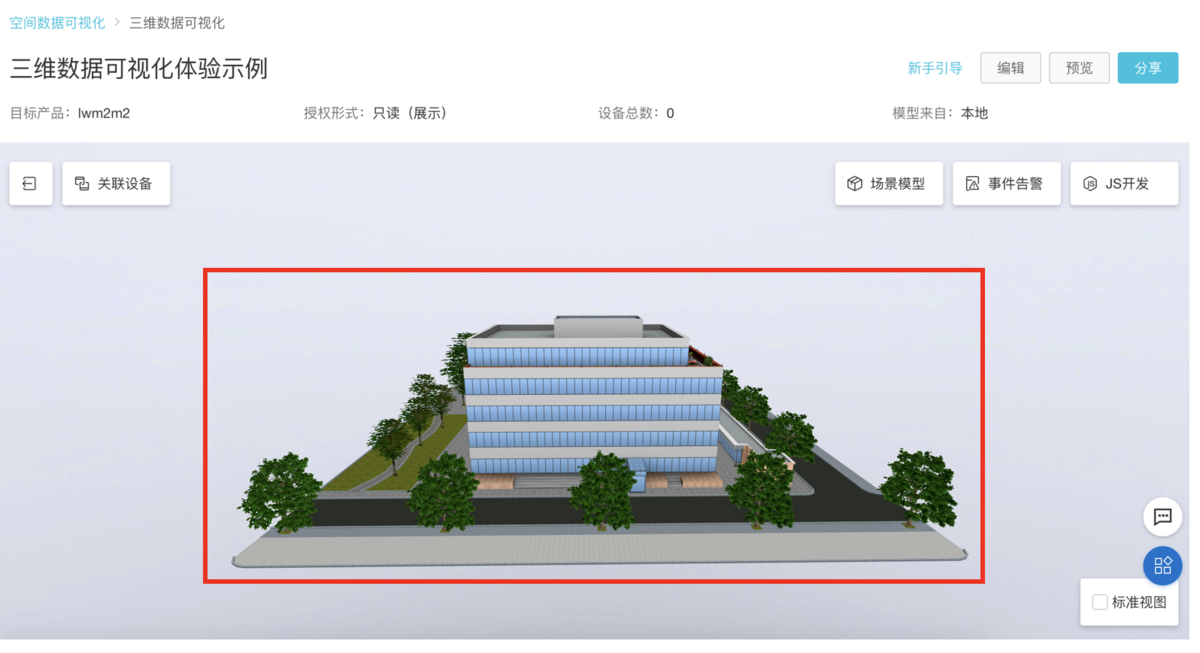 空间数据可视化 > 三维数据可视化
三维数据可视化体验示例
新手引导 编辑 预览 分享
目标产品：lwm2m2 授权形式：只读（展示） 设备总数：0 模型来自：本地
关联设备 场景模型 事件告警 JS开发
标准视图